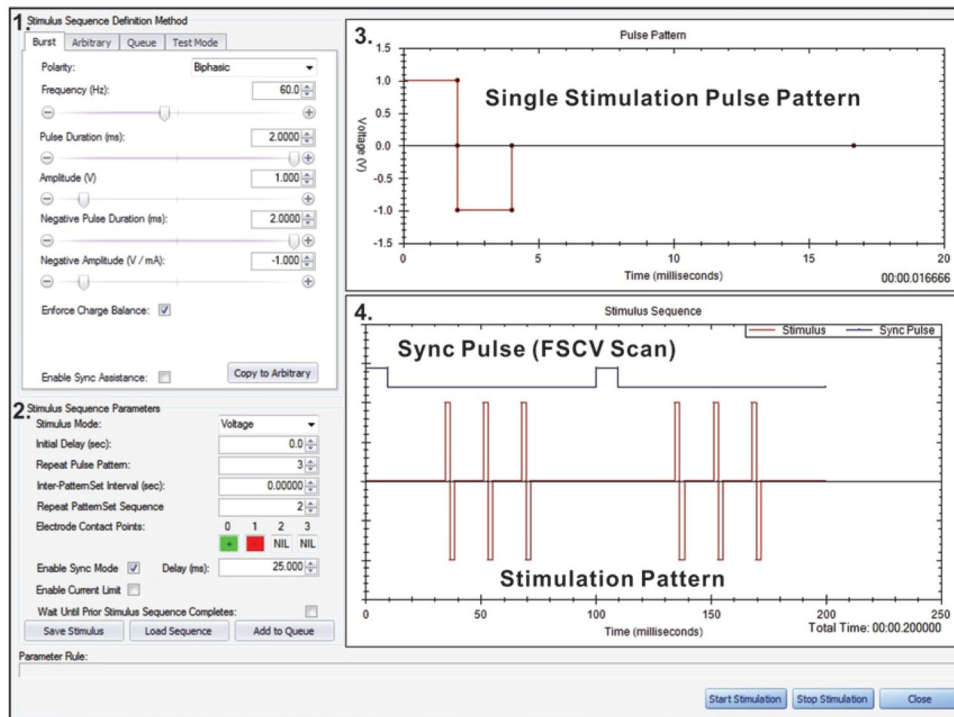 1. Stimulus Sequence Definition Method
Burst Arbitrary Queue Test Mode
Polarity: Biphasic
Frequency (Hz): 60.0
Pulse Duration (ms): 2.0000
Amplitude (V) 1.000
Negative Pulse Duration (ms): 2.0000
Negative Amplitude (V / mA) -1.000
Enforce Charge Balance:
Enable Sync Assistance: Copy to Arbitrary
2. Stimulus Sequence Parameters
Stimulus Mode: Voltage
Initial Delay (sec): 0.0
Repeat Pulse Pattern: 3
Inter-PatternSet Interval (sec): 0.00000
Repeat PatternSet Sequence 2
Electrode Contact Points: 0 1 2 3
+ - NIL NIL
Enable Sync Mode Delay (ms): 25.000
Enable Current Limit
Wait Until Prior Stimulus Sequence Completes:
Save Stimulus Load Sequence Add to Queue
Parameter Rule:
3. Pulse Pattern
Single Stimulation Pulse Pattern
Voltage (V)
1.5
1.0
0.5
0.0
-0.5
-1.0
-1.5
0 5 10 15 20
Time (milliseconds)
00:00.016666
4. Stimulus Sequence
Stimulus Sync Pulse
Sync Pulse (FSCV Scan)
Stimulation Pattern
0 50 100 150 200 250
Time (milliseconds)
Total Time: 00:00.200000
Start Stimulation Stop Stimulation Close